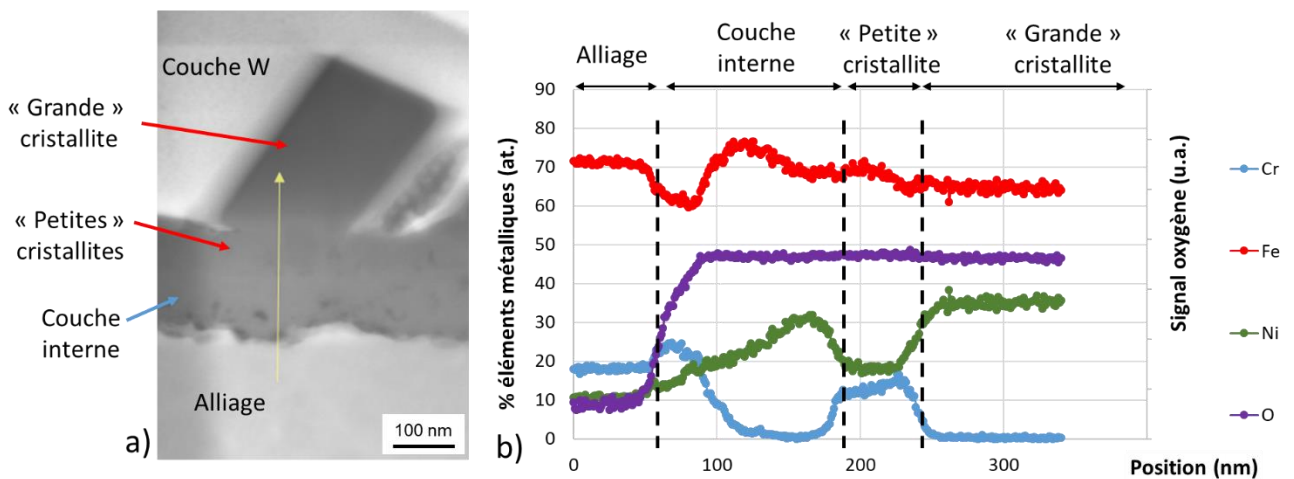 Couche W
« Grande »
cristallite
« Petites »
cristallites
Couche
interne
Alliage
100 nm
a)
Alliage
Couche
interne
« Petite »
cristallite
« Grande »
cristallite
% éléments métalliques (at.)
90
80
70
60
50
40
30
20
10
0
0
100
200
300
Position (nm)
Signal oxygène (u.a.)
Cr
Fe
Ni
O
b)